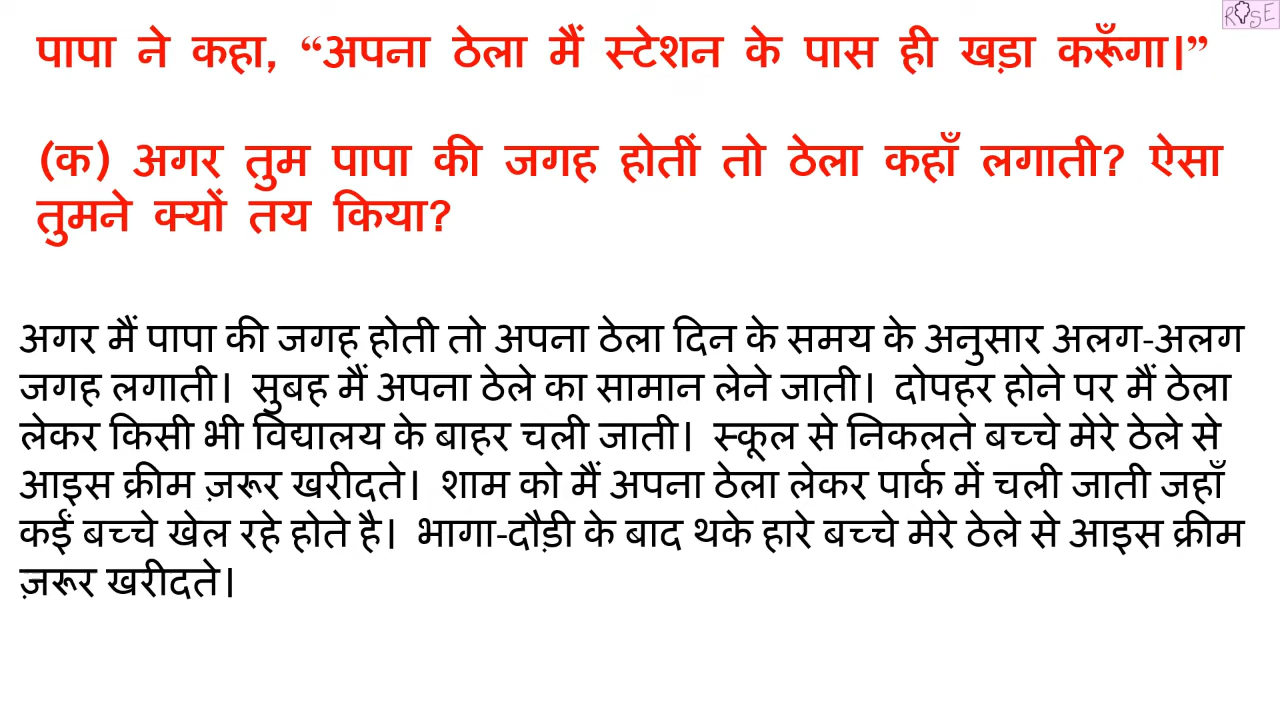 ROSE
पापा ने कहा, “अपना ठेला मैं स्टेशन के पास ही खड़ा करूँगा।”
(क) अगर तुम पापा की जगह होतीं तो ठेला कहाँ लगाती? ऐसा
तुमने क्यों तय किया?
अगर मैं पापा की जगह होती तो अपना ठेला दिन के समय के अनुसार अलग-अलग
जगह लगाती। सुबह मैं अपना ठेले का सामान लेने जाती। दोपहर होने पर मैं ठेला
लेकर किसी भी विद्यालय के बाहर चली जाती। स्कूल से निकलते बच्चे मेरे ठेले से
आइस क्रीम ज़रूर खरीदते। शाम को मैं अपना ठेला लेकर पार्क में चली जाती जहाँ
कईं बच्चे खेल रहे होते है। भागा-दौड़ी के बाद थके हारे बच्चे मेरे ठेले से आइस क्रीम
ज़रूर खरीदते।